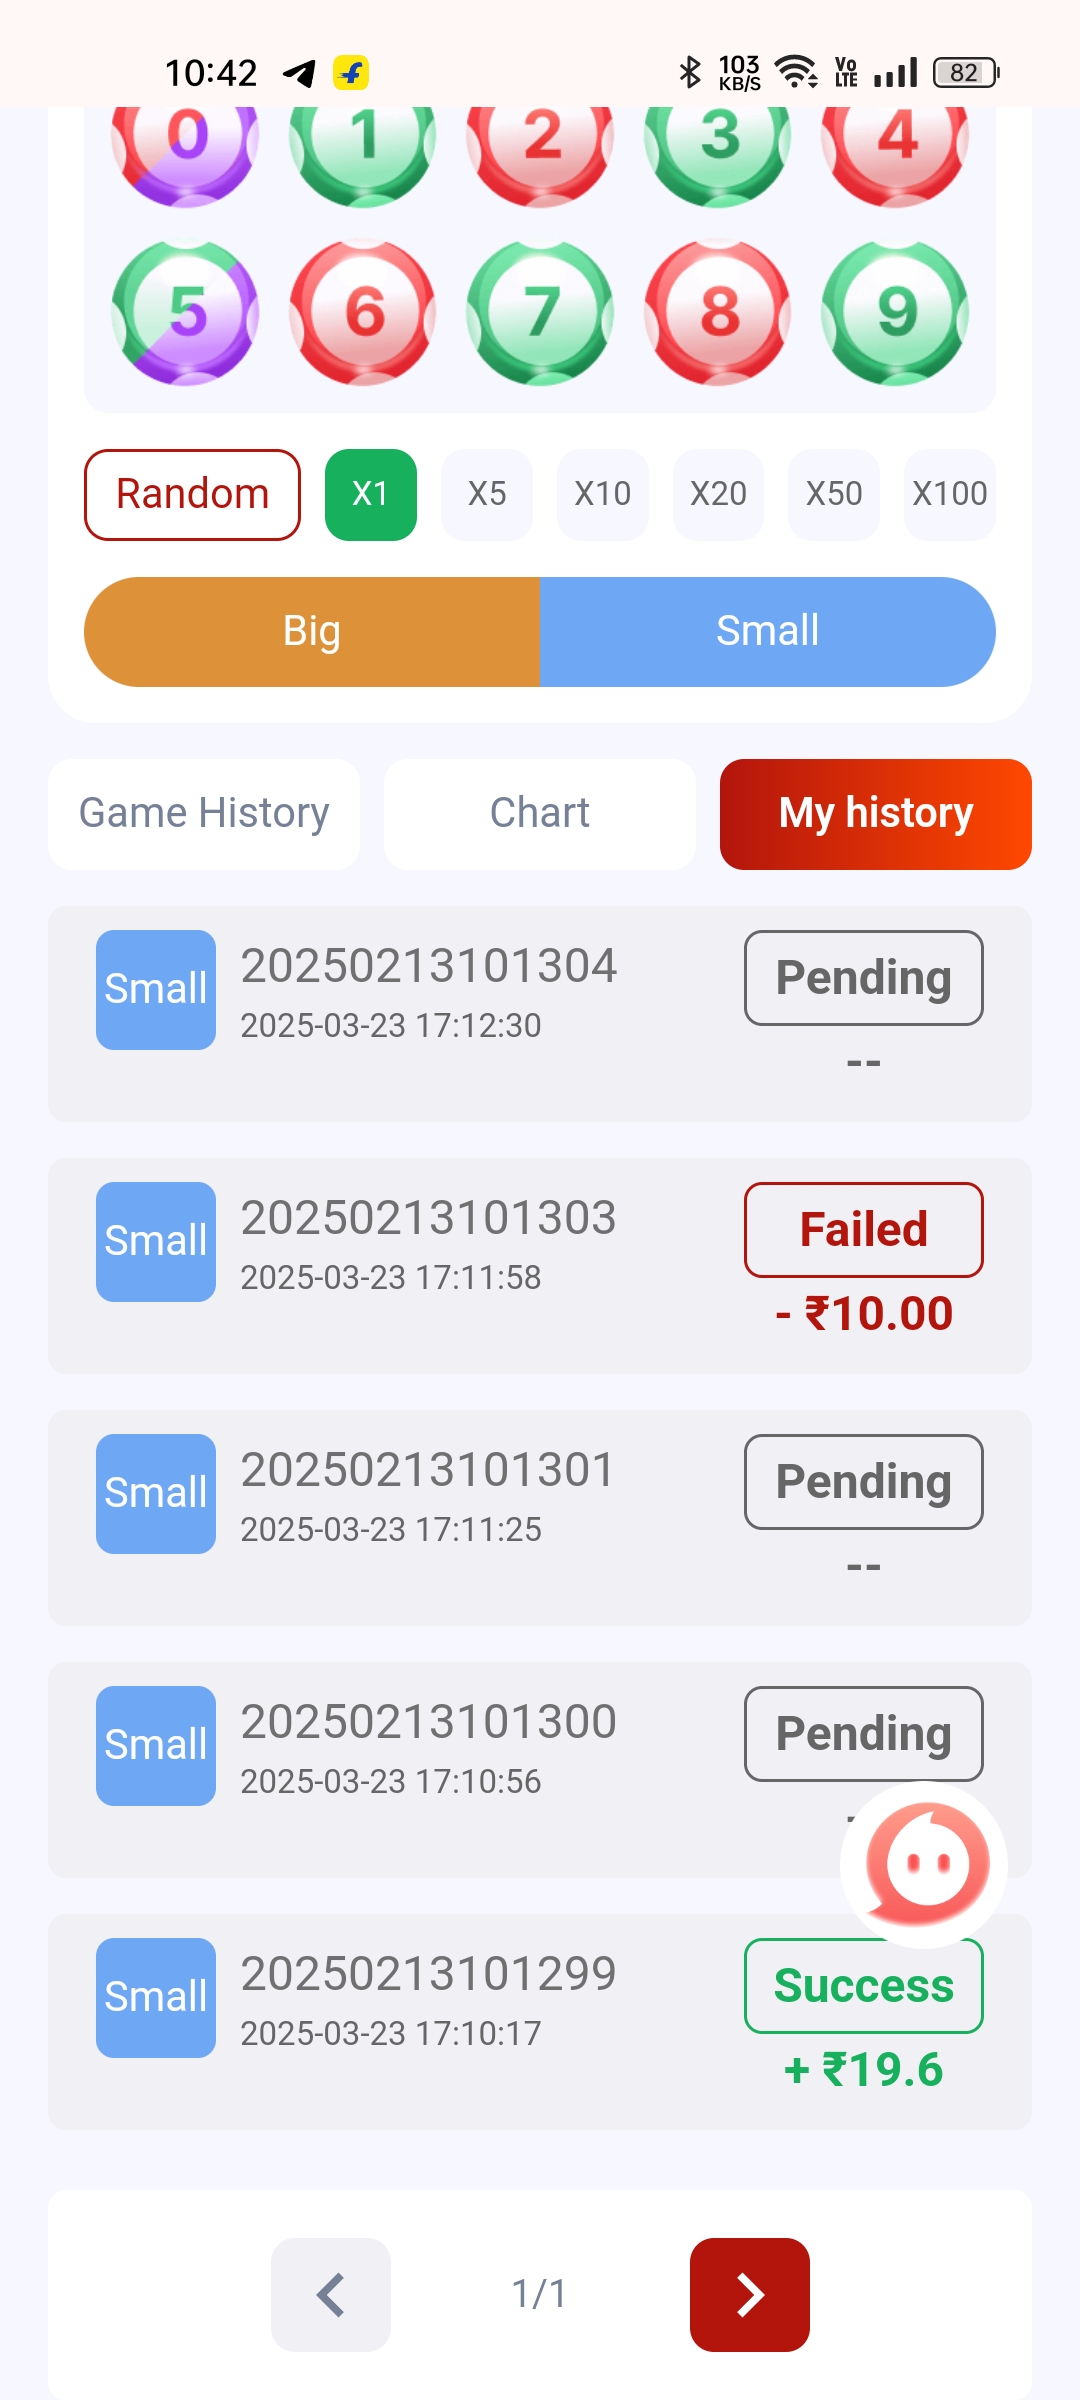 10:42 103 KB/S Vo LTE 82
0 1 2 3 4
5 6 7 8 9
Random X1 X5 X10 X20 X50 X100
Big Small
Game History Chart My history
Small 20250213101304 Pending
2025-03-23 17:12:30
--
Small 20250213101303 Failed
2025-03-23 17:11:58
- ₹10.00
Small 20250213101301 Pending
2025-03-23 17:11:25
--
Small 20250213101300 Pending
2025-03-23 17:10:56
Small 20250213101299 Success
2025-03-23 17:10:17
+ ₹19.6
1/1